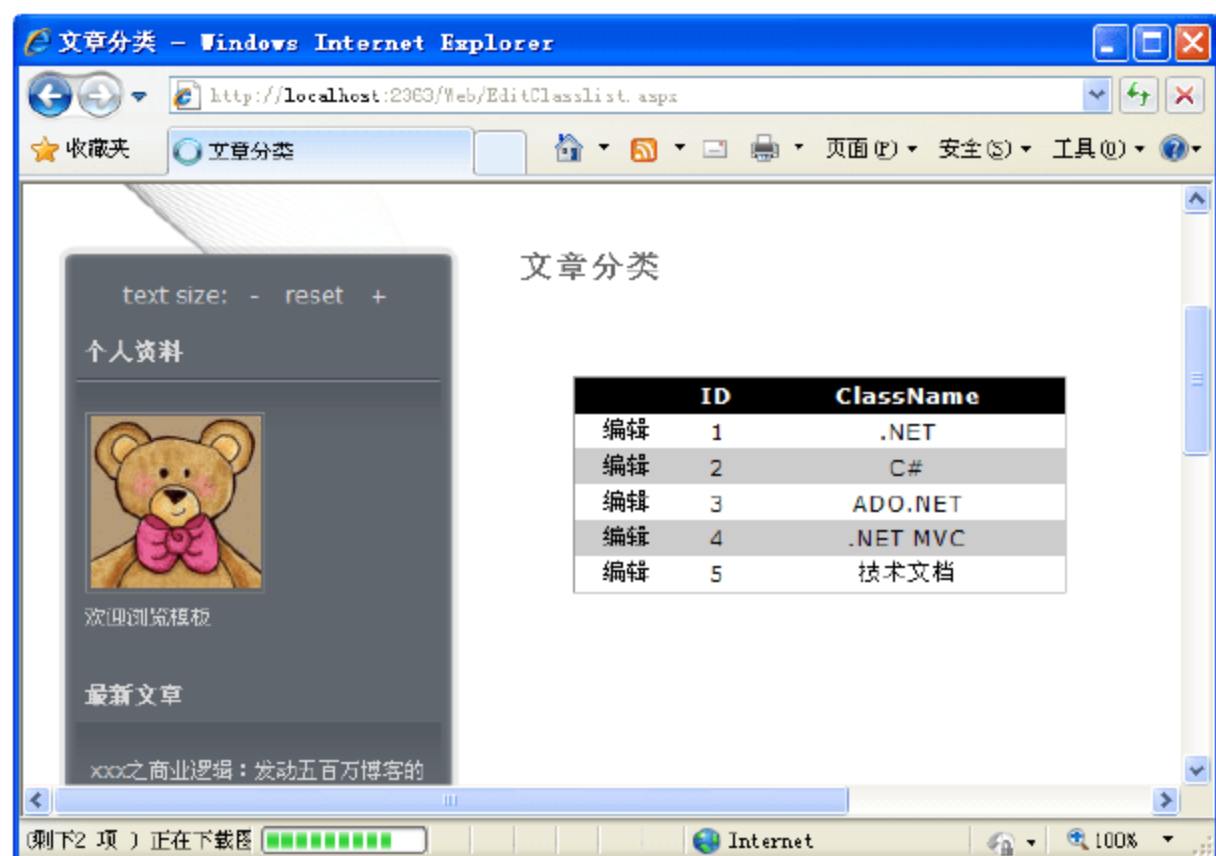 文章分类 - Windows Internet Explorer
http://localhost:2363/Web/EditClasslist.aspx
收藏夹 文章分类 页面(P) 安全(S) 工具(O)
text size: - reset +
个人资料
欢迎浏览模板
最新文章
xxx之商业逻辑：发动五百万博客的
文章分类
ID ClassName
编辑 1 .NET
编辑 2 C#
编辑 3 ADO.NET
编辑 4 .NET MVC
编辑 5 技术文档
(剩下2 项 ) 正在下载图 Internet 100%